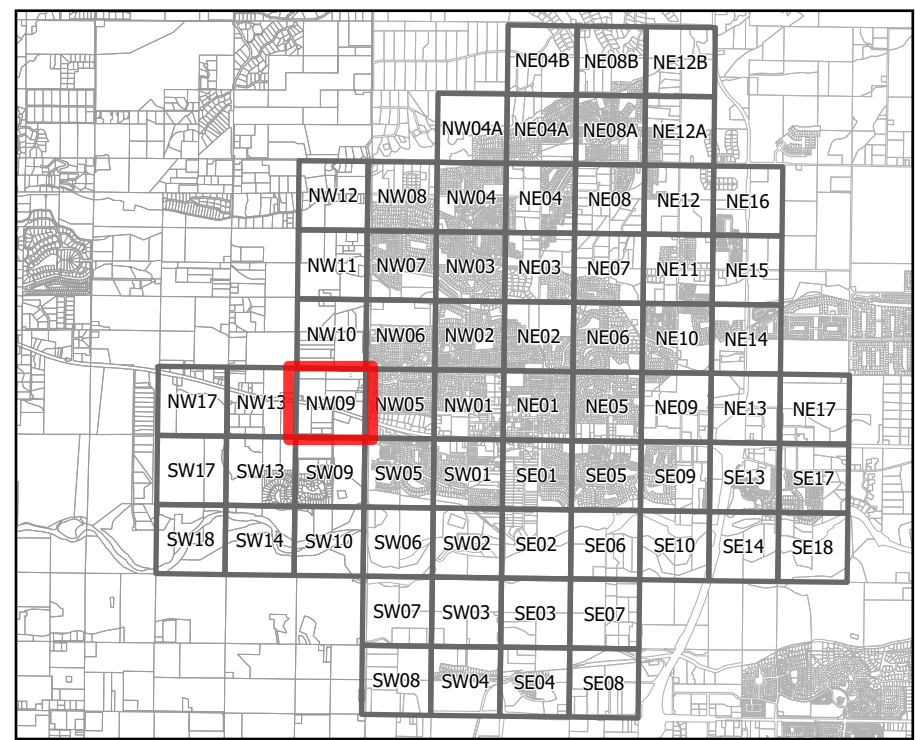 NE04B NE08B NE12B
NW04A NE04A NE08A NE12A
NW12 NW08 NW04 NE04 NE08 NE12 NE16
NW11 NW07 NW03 NE03 NE07 NE11 NE15
NW10 NW06 NW02 NE02 NE06 NE10 NE14
NW17 NW13 NW09 NW05 NW01 NE01 NE05 NE09 NE13 NE17
SW17 SW13 SW09 SW05 SW01 SE01 SE05 SE09 SE13 SE17
SW18 SW14 SW10 SW06 SW02 SE02 SE06 SE10 SE14 SE18
SW07 SW03 SE03 SE07
SW08 SW04 SE04 SE08